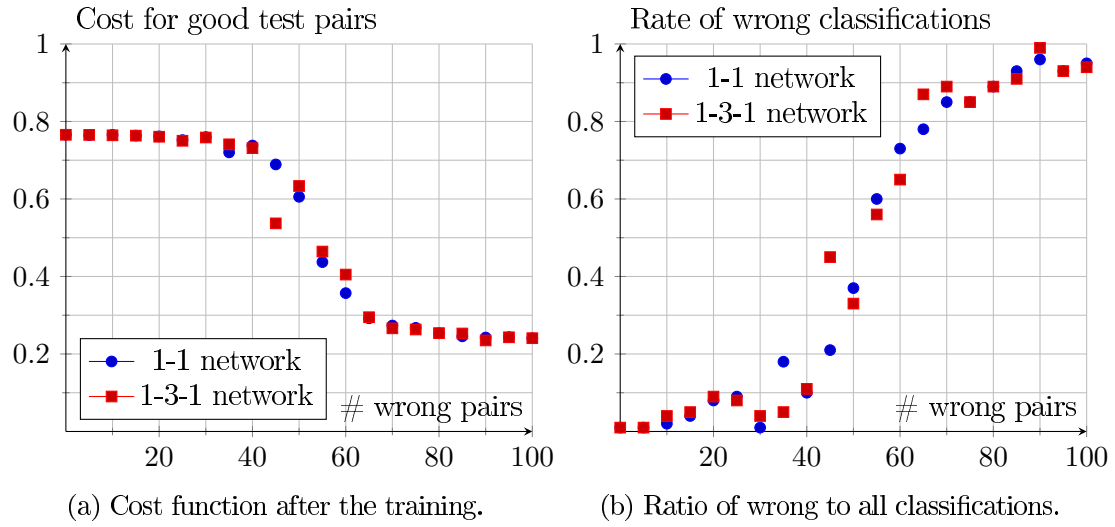 Cost for good test pairs
1
0.8
0.6
0.4
0.2
1-1 network
1-3-1 network
# wrong pairs
20 40 60 80 100
(a) Cost function after the training.
Rate of wrong classifications
1
0.8
0.6
0.4
0.2
1-1 network
1-3-1 network
# wrong pairs
20 40 60 80 100
(b) Ratio of wrong to all classifications.